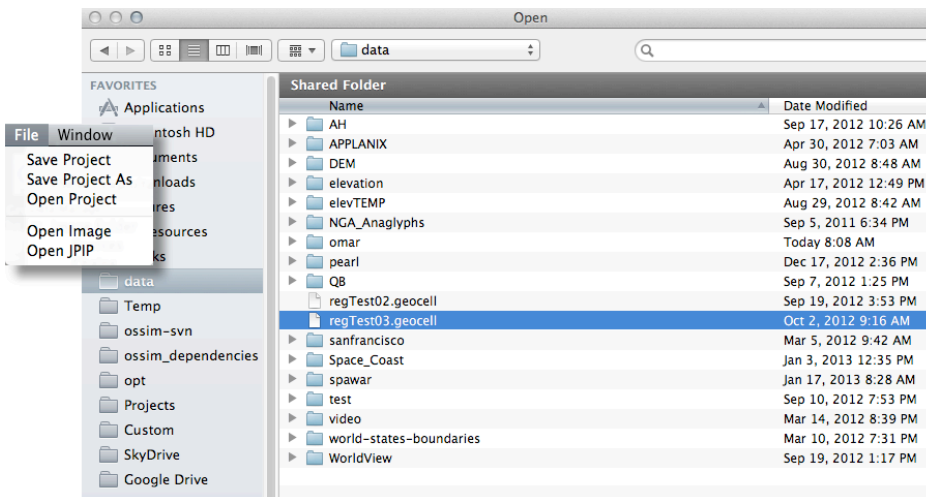 Open
data
FAVORITES
Applications
ntosh HD
uments
nloads
res
esources
ks
data
Temp
ossim-svn
ossim_dependencies
opt
Projects
Custom
SkyDrive
Google Drive
File Window
Save Project
Save Project As
Open Project
Open Image
Open JPIP
Shared Folder
Name Date Modified
AH Sep 17, 2012 10:26 AM
APPLANIX Apr 30, 2012 7:03 AM
DEM Aug 30, 2012 8:48 AM
elevation Apr 17, 2012 12:49 PM
elevTEMP Aug 29, 2012 8:42 AM
NGA_Anaglyphs Sep 5, 2011 6:34 PM
omar Today 8:08 AM
pearl Dec 17, 2012 2:36 PM
QB Sep 7, 2012 1:25 PM
regTest02.geocell Sep 19, 2012 3:53 PM
regTest03.geocell Oct 2, 2012 9:16 AM
sanfrancisco Mar 5, 2012 9:42 AM
Space_Coast Jan 3, 2013 12:35 PM
spawar Jan 17, 2013 8:28 AM
test Sep 10, 2012 7:53 PM
video Mar 14, 2012 8:39 PM
world-states-boundaries Mar 10, 2012 7:31 PM
WorldView Sep 19, 2012 1:17 PM